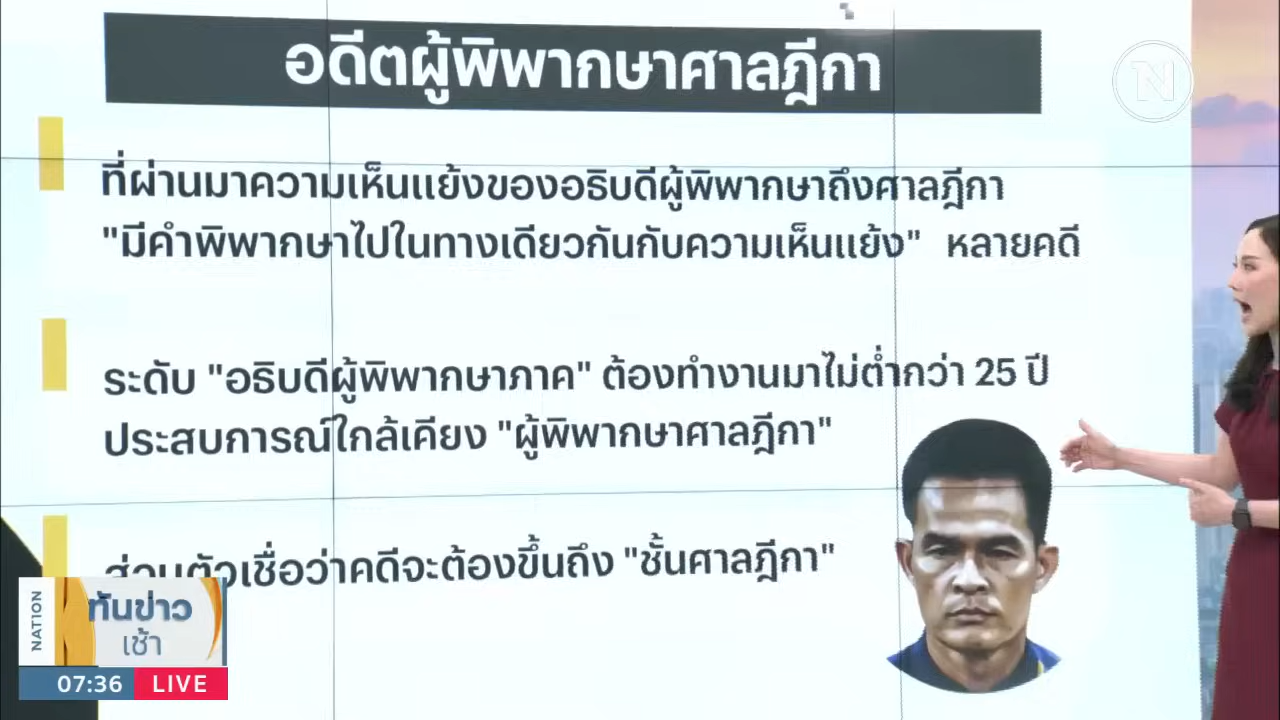 อดีตผู้พิพากษาศาลฎีกา
N
ที่ผ่านมาความเห็นแย้งของอธิบดีผู้พิพากษาถึงศาลฎีกา
"มีคำพิพากษาไปในทางเดียวกันกับความเห็นแย้ง" หลายคดี
ระดับ "อธิบดีผู้พิพากษาภาค" ต้องทำงานมาไม่ต่ำกว่า 25 ปี
ประสบการณ์ใกล้เคียง "ผู้พิพากษาศาลฎีกา"
ส่วนตัวเชื่อว่าคดีจะต้องขึ้นถึง "ชั้นศาลฎีกา"
NATION
ทันข่าว
เช้า
07:36 LIVE